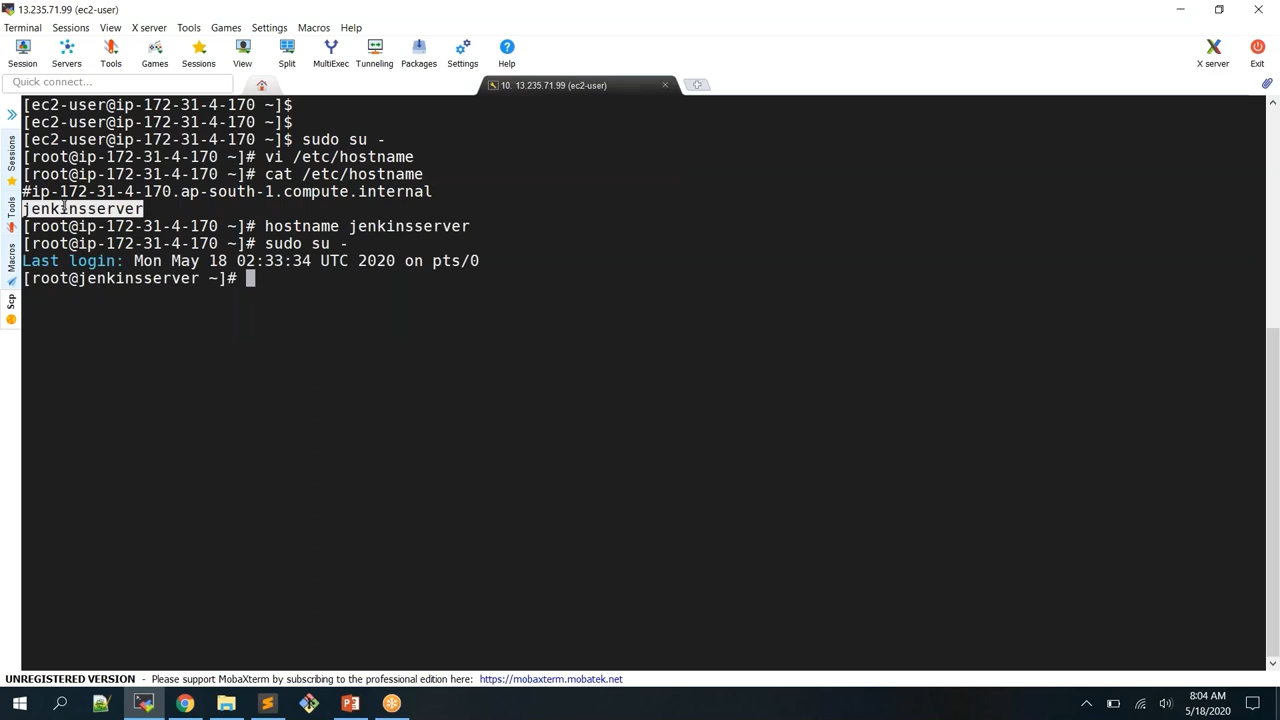 13.235.71.99 (ec2-user)
Terminal Sessions View X server Tools Games Settings Macros Help
Session Servers Tools Games Sessions View Split MultiExec Tunneling Packages Settings Help X server Exit
Quick connect...
10. 13.235.71.99 (ec2-user)
[ec2-user@ip-172-31-4-170 ~]$
[ec2-user@ip-172-31-4-170 ~]$
[ec2-user@ip-172-31-4-170 ~]$ sudo su -
[root@ip-172-31-4-170 ~]# vi /etc/hostname
[root@ip-172-31-4-170 ~]# cat /etc/hostname
#ip-172-31-4-170.ap-south-1.compute.internal
jenkinsserver
[root@ip-172-31-4-170 ~]# hostname jenkinsserver
[root@ip-172-31-4-170 ~]# sudo su -
Last login: Mon May 18 02:33:34 UTC 2020 on pts/0
[root@jenkinsserver ~]#
Sessions
Tools
Macros
Scp
UNREGISTERED VERSION - Please support MobaXterm by subscribing to the professional edition here: https://mobaxterm.mobatek.net
8:04 AM
5/18/2020